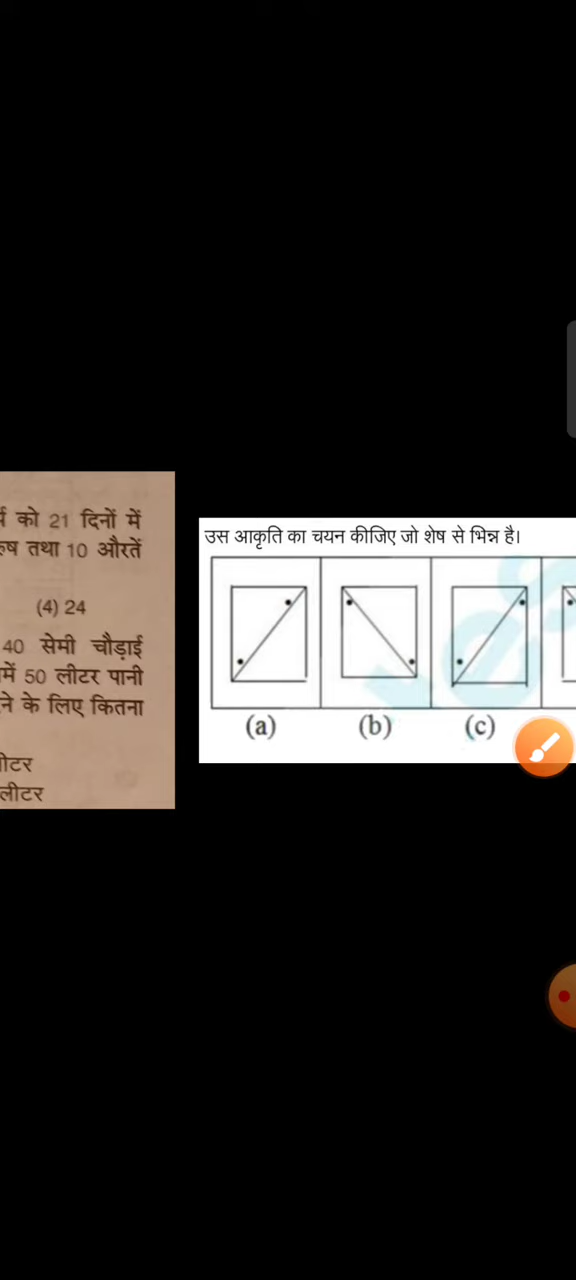 को 21 दिनों में
तथा 10 औरतें
(4) 24
40 सेमी चौड़ाई
में 50 लीटर पानी
के लिए कितना
लीटर
उस आकृति का चयन कीजिए जो शेष से भिन्न है।
(a) (b) (c)